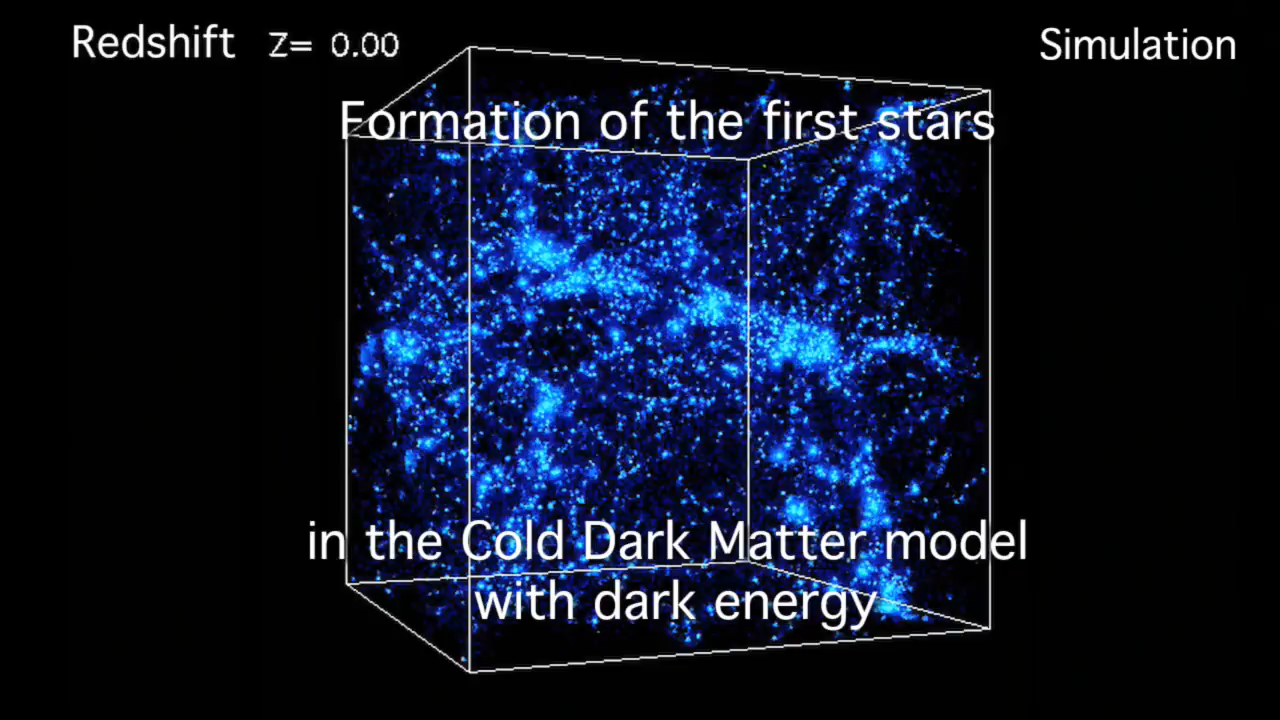 Redshift Z= 0.00
Simulation
Formation of the first stars
in the Cold Dark Matter model
with dark energy